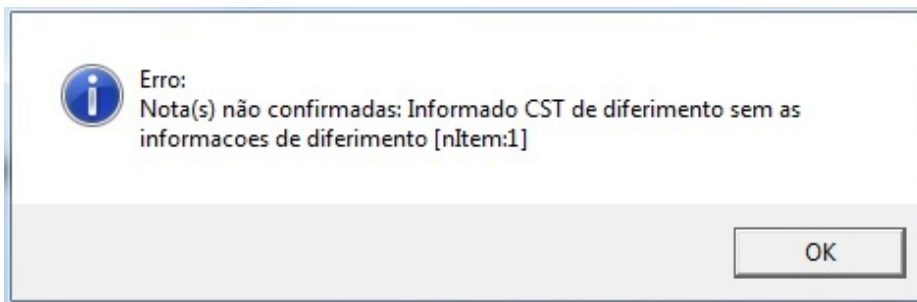 Erro:
Nota(s) não confirmadas: Informado CST de diferimento sem as
informacoes de diferimento [nItem:1]
OK